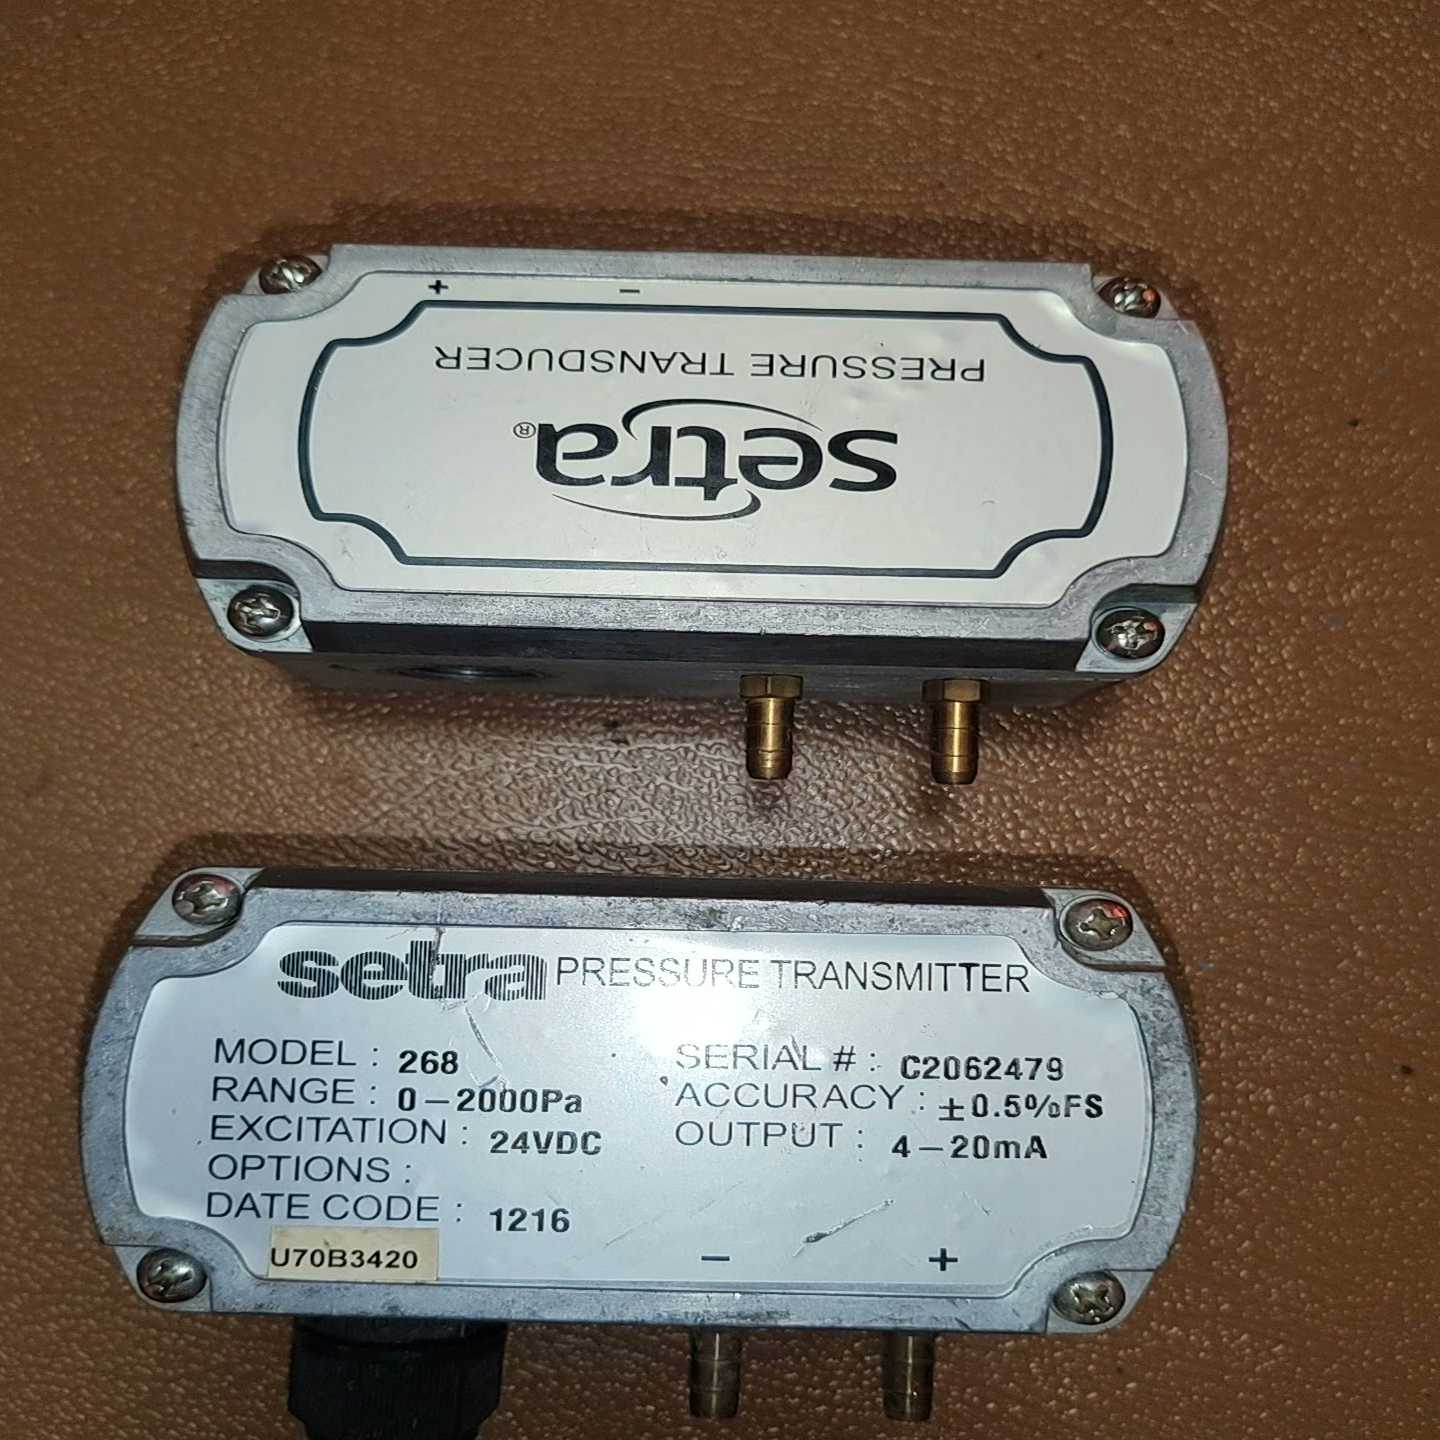 + −
PRESSURE TRANSDUCER
setra®
setra PRESSURE TRANSMITTER
MODEL : 268
SERIAL # : C2062479
RANGE : 0−2000Pa
ACCURACY : ±0.5%FS
EXCITATION : 24VDC
OUTPUT : 4−20mA
OPTIONS :
DATE CODE : 1216
U70B3420
− +